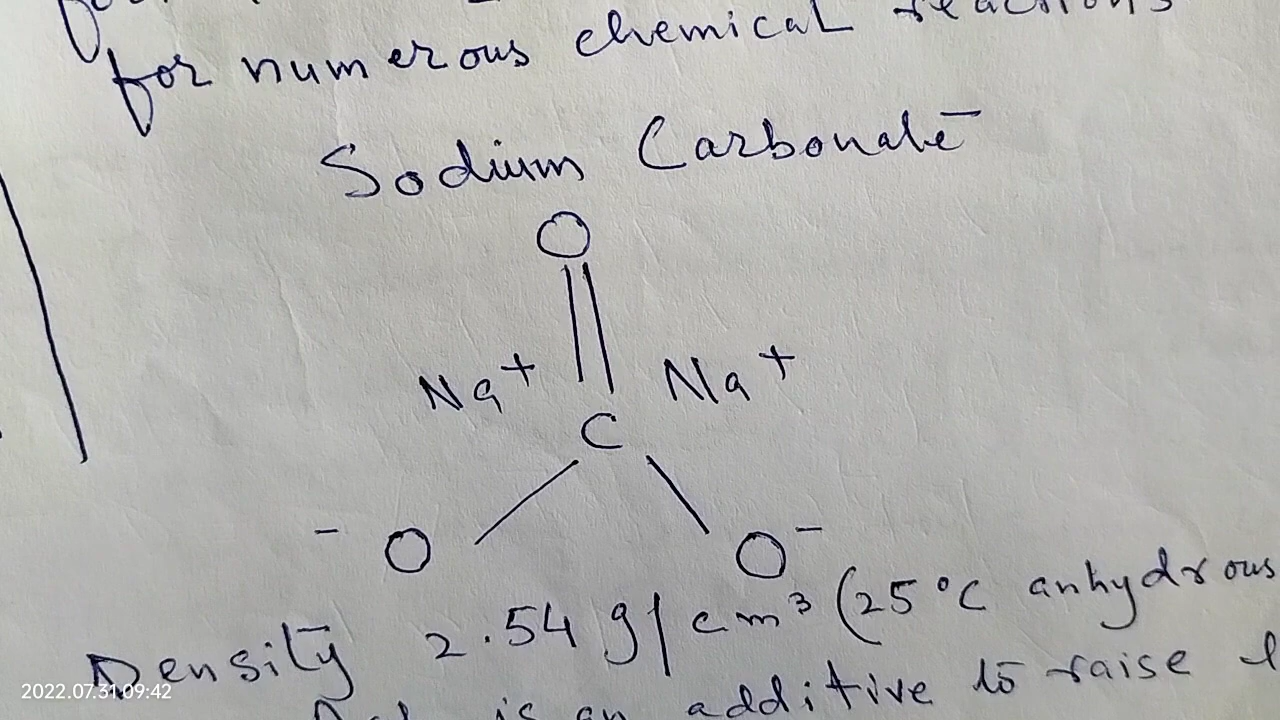 for numerous chemical reactions
Sodium Carbonate
O
Na+ Na+
C
- O O-
Density 2.54 g/cm³ (25°C anhydrous
is an additive to raise
2022.07.31 09:42